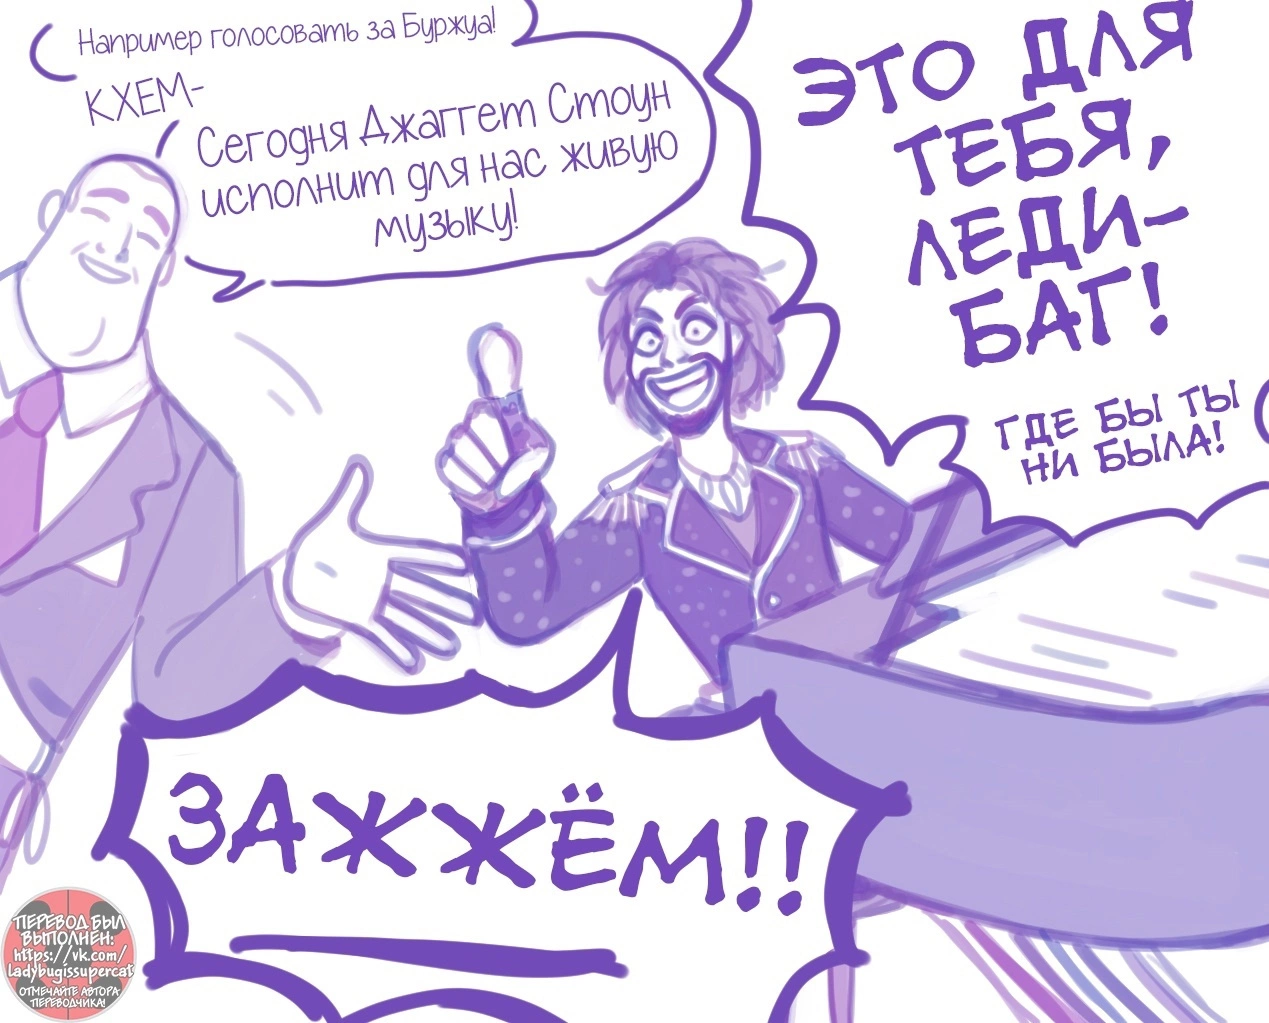 Например голосовать за Буржуа!
КХЕМ-
Сегодня Джаггет Стоун
исполнит для нас живую
музыку!
ЭТО ДЛЯ
ТЕБЯ,
ЛЕДИ-
БАГ!
ГДЕ БЫ ТЫ
НИ БЫЛА!
ЗАЖЖЁМ!!
ПЕРЕВОД БЫЛ
ВЫПОЛНЕН:
https://vk.com/
ladybugissupercat
ОТМЕЧАЙТЕ АВТОРА
ПЕРЕВОДЧИКА!